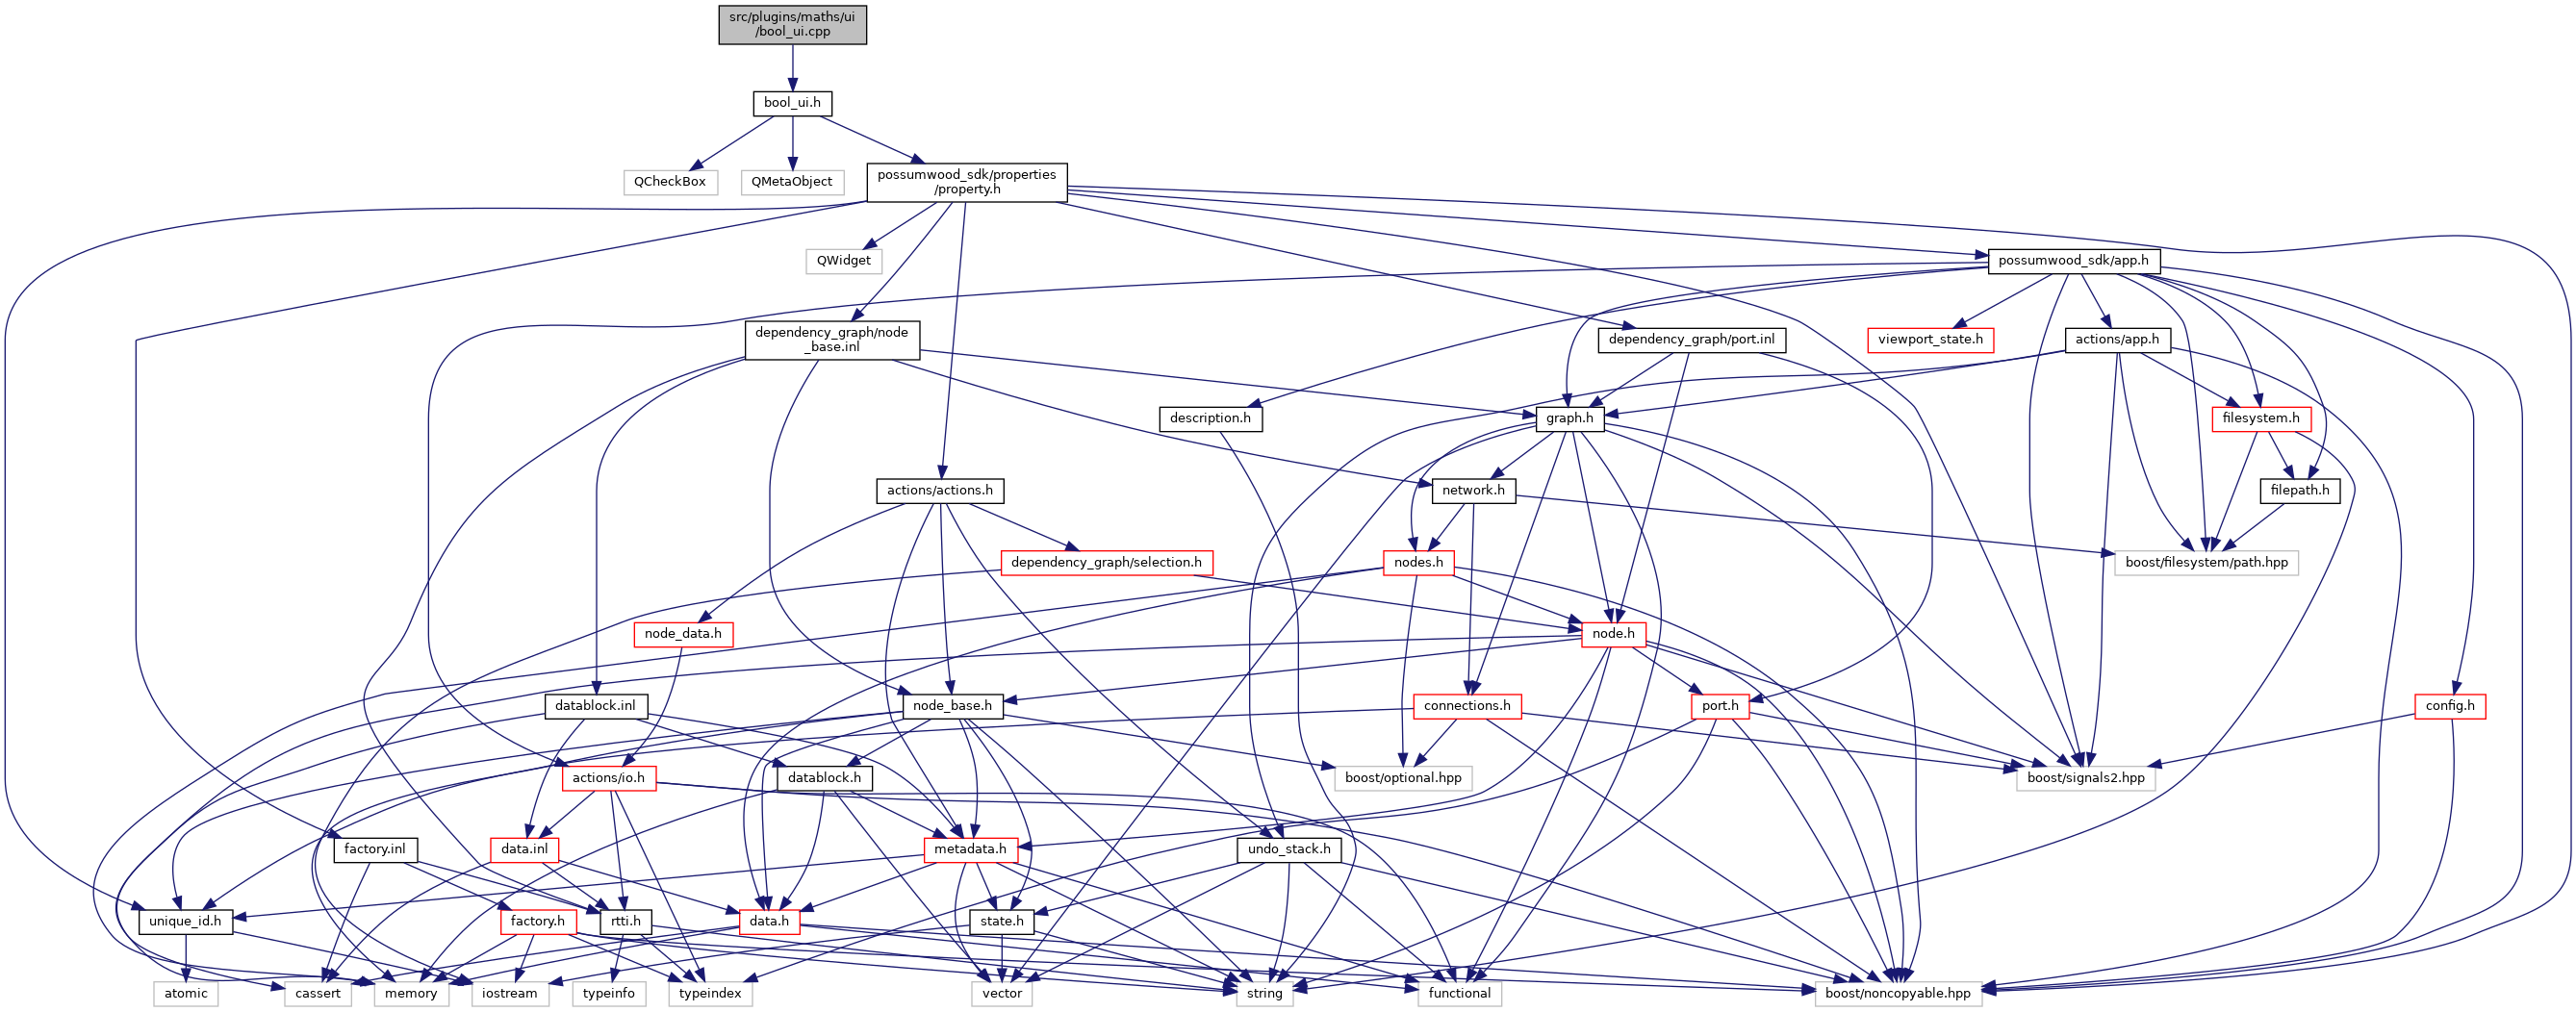 src/plugins/maths/ui
/bool_ui.cpp
bool_ui.h
QCheckBox
QMetaObject
possumwood_sdk/properties
/property.h
QWidget
possumwood_sdk/app.h
dependency_graph/node
_base.inl
dependency_graph/port.inl
viewport_state.h
actions/app.h
description.h
graph.h
filesystem.h
actions/actions.h
network.h
filepath.h
dependency_graph/selection.h
nodes.h
boost/filesystem/path.hpp
node_data.h
node.h
datablock.inl
node_base.h
connections.h
port.h
config.h
actions/io.h
datablock.h
boost/optional.hpp
boost/signals2.hpp
factory.inl
data.inl
metadata.h
undo_stack.h
unique_id.h
factory.h
rtti.h
data.h
state.h
atomic
cassert
memory
iostream
typeinfo
typeindex
vector
string
functional
boost/noncopyable.hpp